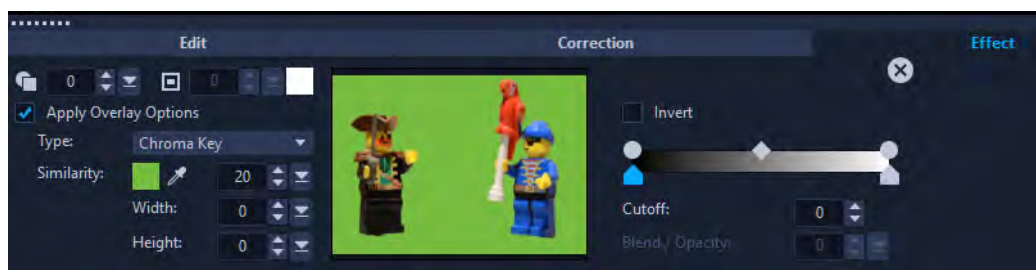 Edit Correction Effect
0 0
Apply Overlay Options Invert
Type: Chroma Key
Similarity: 20
Width: 0 Cutoff: 0
Height: 0 Blend / Opacity: 0